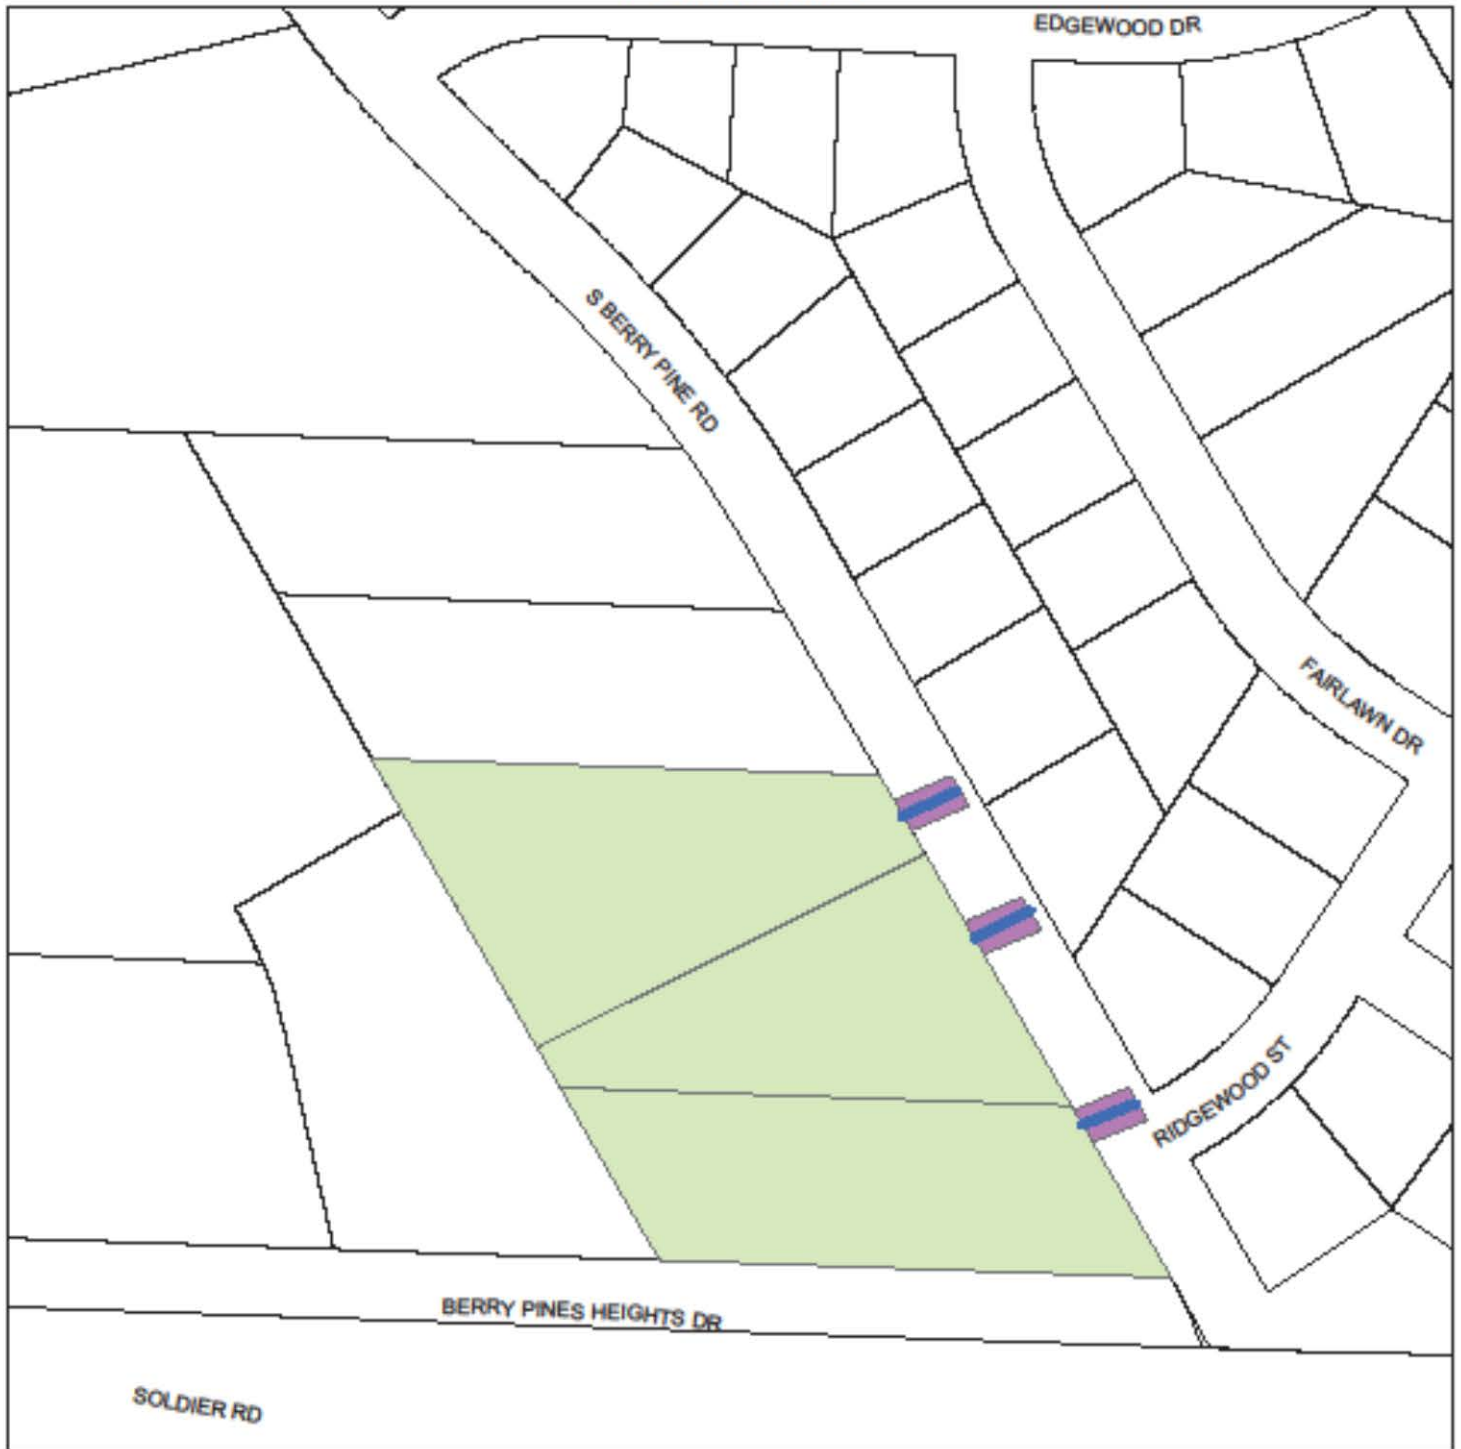 EDGEWOOD DR
S BERRY PINE RD
FAIRLAWN DR
RIDGEWOOD ST
BERRY PINES HEIGHTS DR
SOLDIER RD